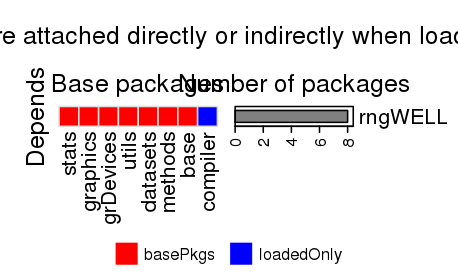 re attached directly or indirectly when loa
Base packages
Number of packages
Depends
rngWELL
stats
graphics
grDevices
utils
datasets
methods
base
compiler
0
2
4
6
8
basePkgs
loadedOnly